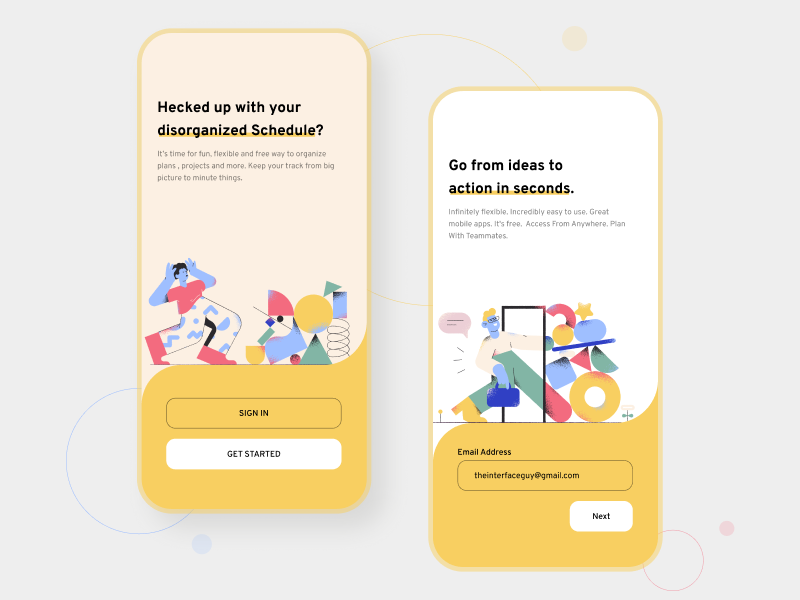 Hecked up with your
disorganized Schedule?
It's time for fun, flexible and free way to organize
plans , projects and more. Keep your track from big
picture to minute things.
SIGN IN
GET STARTED
Go from ideas to
action in seconds.
Infinitely flexible. Incredibly easy to use. Great
mobile apps. It's free.  Access From Anywhere. Plan
With Teammates.
Email Address
theinterfaceguy@gmail.com
Next